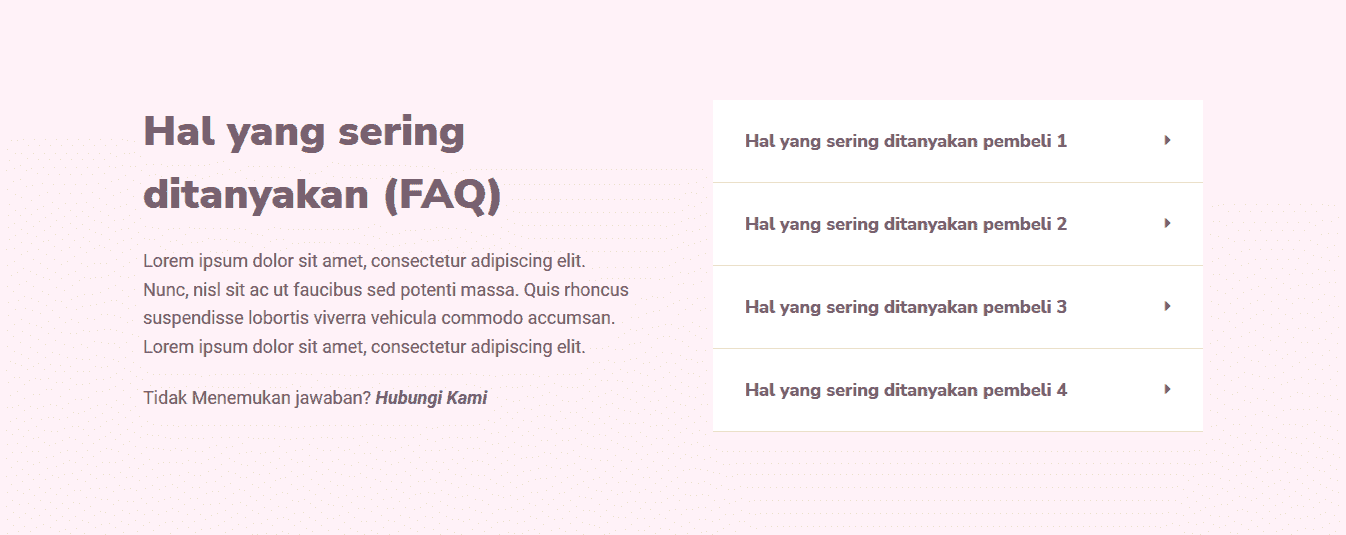 Hal yang sering
ditanyakan (FAQ)
Lorem ipsum dolor sit amet, consectetur adipiscing elit.
Nunc, nisl sit ac ut faucibus sed potenti massa. Quis rhoncus
suspendisse lobortis viverra vehicula commodo accumsan.
Lorem ipsum dolor sit amet, consectetur adipiscing elit.
Tidak Menemukan jawaban? Hubungi Kami
Hal yang sering ditanyakan pembeli 1
Hal yang sering ditanyakan pembeli 2
Hal yang sering ditanyakan pembeli 3
Hal yang sering ditanyakan pembeli 4